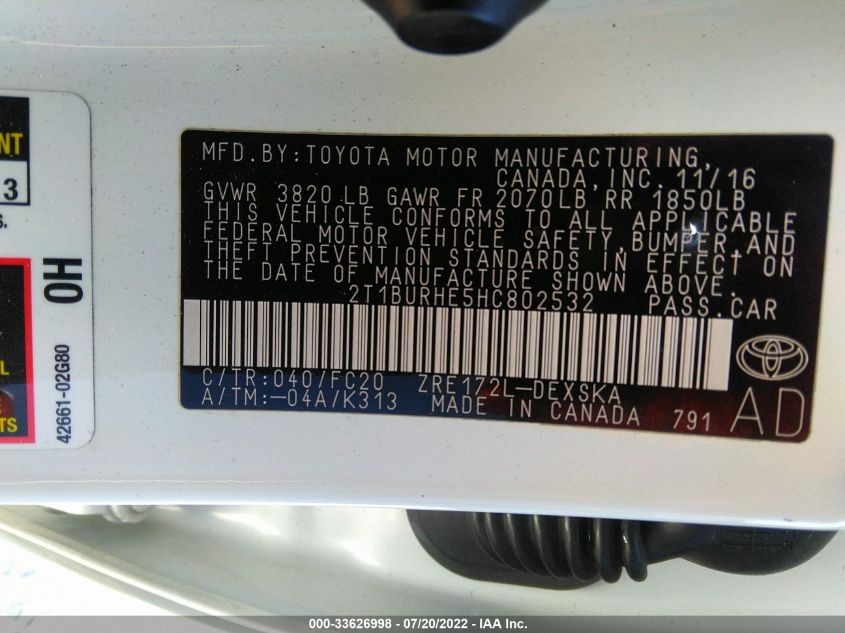 NT
3
S.
L
E
TS
OH
42661-02G80
MFD.BY:TOYOTA MOTOR MANUFACTURING,
CANADA,INC. 11/16
GVWR 3820 LB GAWR FR 2070LB RR 1850LB
THIS VEHICLE CONFORMS TO ALL APPLICABLE
FEDERAL MOTOR VEHICLE SAFETY,BUMPER,AND
THEFT PREVENTION STANDARDS IN EFFECT ON
THE DATE OF MANUFACTURE SHOWN ABOVE.
2T1BURHE5HC802532 PASS.CAR
C/TR:040/FC20 ZRE172L-DEXSKA
A/TM:-04A/K313 MADE IN CANADA 791
AD
000-33626998 - 07/20/2022 - IAA Inc.